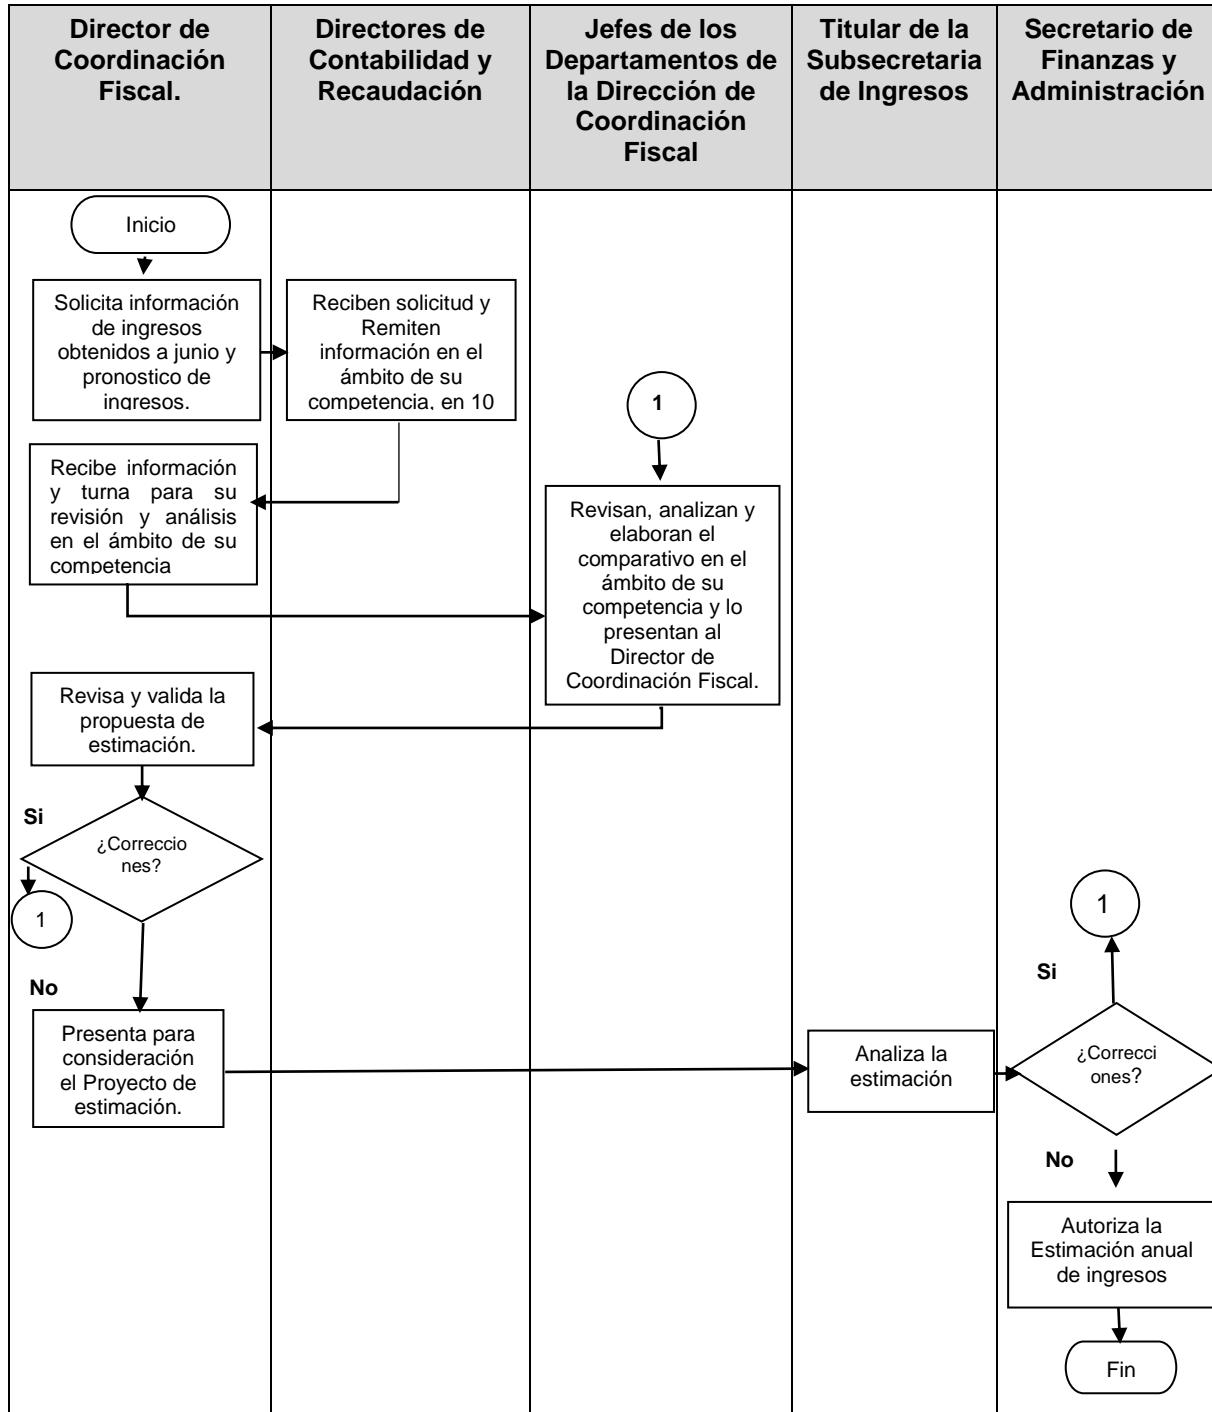 Director de
Coordinación
Fiscal.
Directores de
Contabilidad y
Recaudación
Jefes de los
Departamentos de
la Dirección de
Coordinación
Fiscal
Titular de la
Subsecretaria
de Ingresos
Secretario de
Finanzas y
Administración
Inicio
Solicita información
de ingresos
obtenidos a junio y
pronostico de
ingresos.
Reciben solicitud y
Remiten
información en el
ámbito de su
competencia, en 10
1
Recibe información
y turna para su
revisión y análisis
en el ámbito de su
competencia
Revisan, analizan y
elaboran el
comparativo en el
ámbito de su
competencia y lo
presentan al
Director de
Coordinación Fiscal.
Revisa y valida la
propuesta de
estimación.
Si
¿Correccio
nes?
1
No
Presenta para
consideración
el Proyecto de
estimación.
Analiza la
estimación
1
Si
¿Correcci
ones?
No
Autoriza la
Estimación anual
de ingresos
Fin